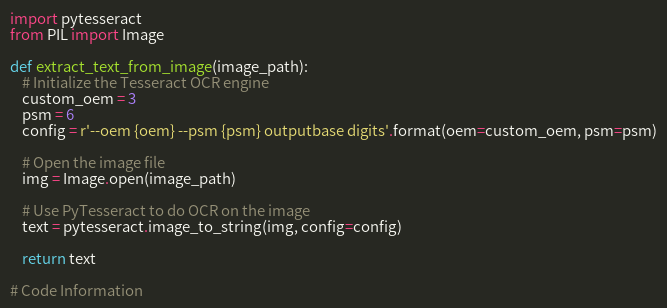 import pytesseract
from PIL import Image

def extract_text_from_image(image_path):
    # Initialize the Tesseract OCR engine
    custom_oem = 3
    psm = 6
    config = r'--oem {oem} --psm {psm} outputbase digits'.format(oem=custom_oem, psm=psm)

    # Open the image file
    img = Image.open(image_path)

    # Use PyTesseract to do OCR on the image
    text = pytesseract.image_to_string(img, config=config)

    return text

# Code Information